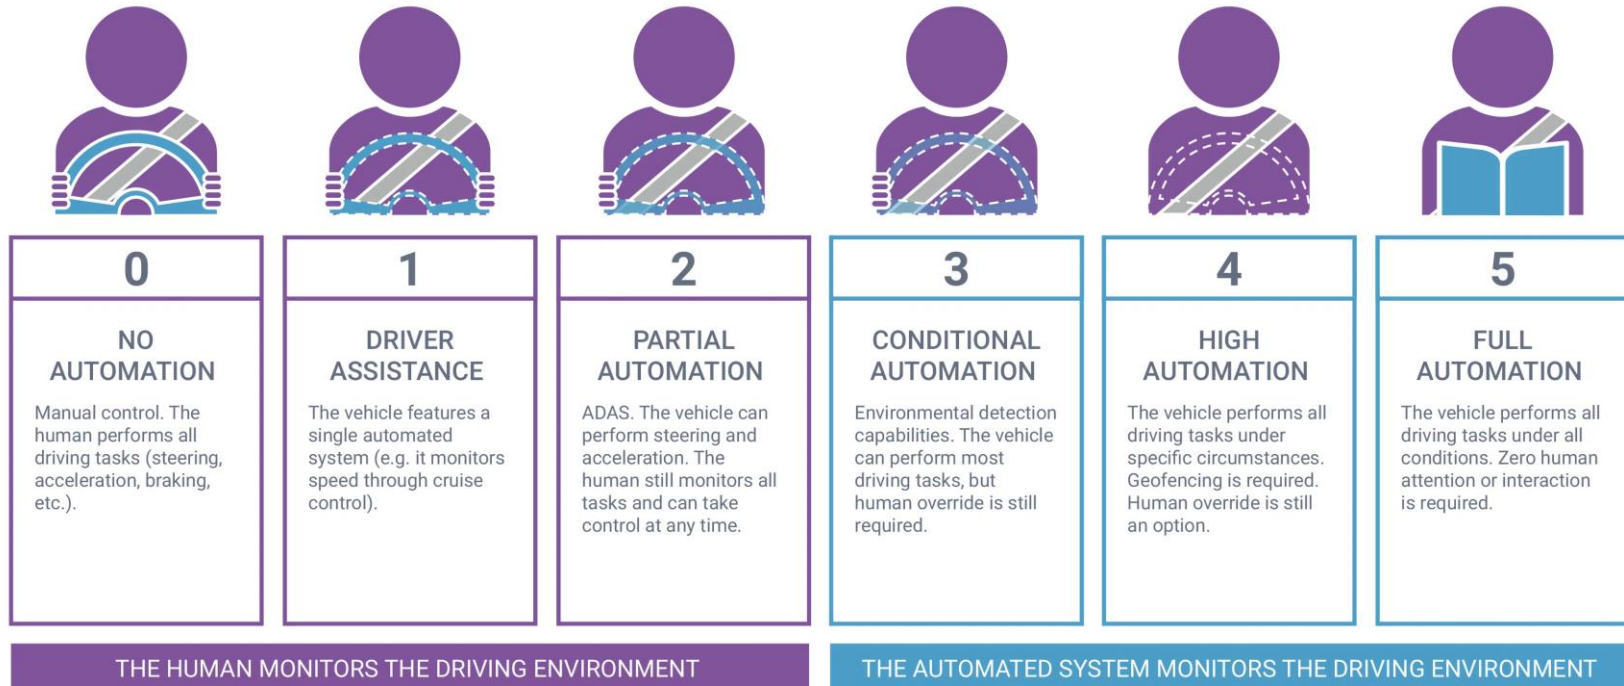 0
NO
AUTOMATION
Manual control. The
human performs all
driving tasks (steering,
acceleration, braking,
etc.).
1
DRIVER
ASSISTANCE
The vehicle features a
single automated
system (e.g. it monitors
speed through cruise
control).
2
PARTIAL
AUTOMATION
ADAS. The vehicle can
perform steering and
acceleration. The
human still monitors all
tasks and can take
control at any time.
3
CONDITIONAL
AUTOMATION
Environmental detection
capabilities. The vehicle
can perform most
driving tasks, but
human override is still
required.
4
HIGH
AUTOMATION
The vehicle performs all
driving tasks under
specific circumstances.
Geofencing is required.
Human override is still
an option.
5
FULL
AUTOMATION
The vehicle performs all
driving tasks under all
conditions. Zero human
attention or interaction
is required.
THE HUMAN MONITORS THE DRIVING ENVIRONMENT
THE AUTOMATED SYSTEM MONITORS THE DRIVING ENVIRONMENT